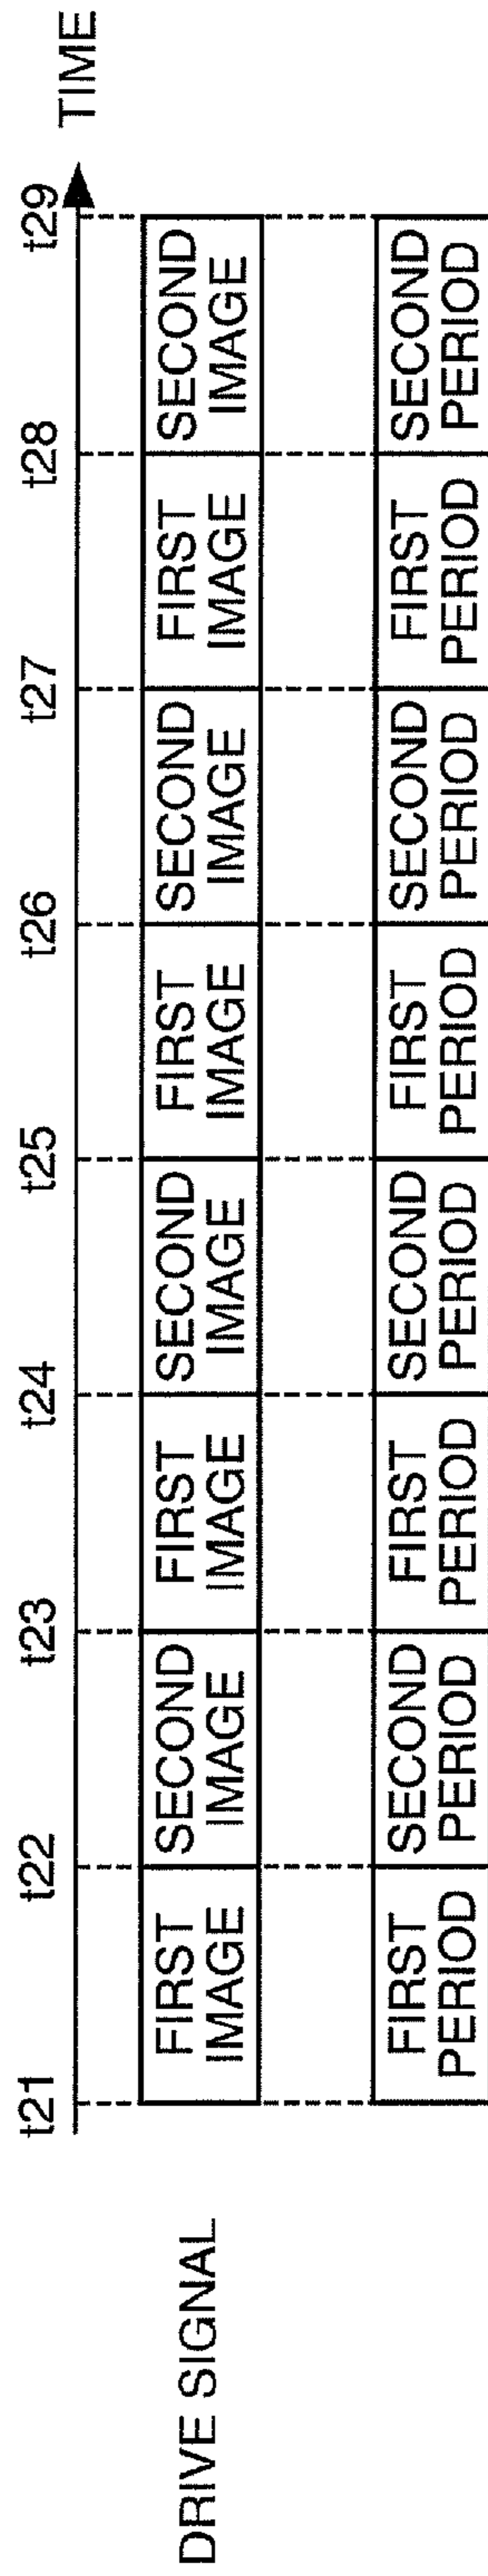 t21 t22 t23 t24 t25 t26 t27 t28 t29
TIME
DRIVE SIGNAL
FIRST IMAGE
SECOND IMAGE
FIRST IMAGE
SECOND IMAGE
FIRST IMAGE
SECOND IMAGE
FIRST IMAGE
SECOND IMAGE
FIRST PERIOD
SECOND PERIOD
FIRST PERIOD
SECOND PERIOD
FIRST PERIOD
SECOND PERIOD
FIRST PERIOD
SECOND PERIOD